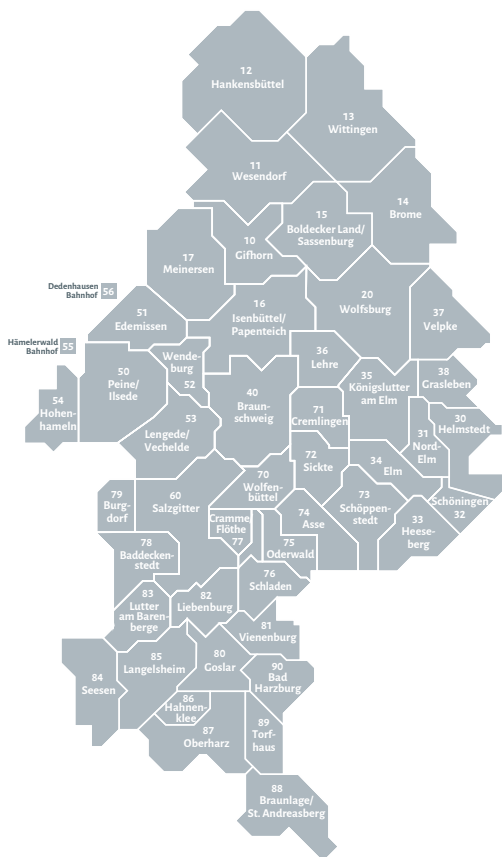 12
Hankensbüttel
13
Wittingen
11
Wesendorf
14
Brome
15
Boldecker Land/
Sassenburg
10
Gifhorn
17
Meinersen
Dedenhausen
Bahnhof
56
16
Isenbüttel/
Papenteich
20
Wolfsburg
37
Velpke
51
Edemissen
Hämelerwald
Bahnhof
55
50
Peine/
Ilsede
Wende-
burg
52
36
Lehre
35
Königslutter
am Elm
38
Grasleben
54
Hohen-
hameln
40
Braun-
schweig
53
Lengede/
Vechelde
71
Cremlingen
30
Helmstedt
31
Nord-
Elm
72
Sickte
34
Elm
70
Wolfen-
büttel
79
Burg-
dorf
60
Salzgitter
73
Schöppen-
stedt
Schöningen
32
33
Heese-
berg
74
Asse
Cramme
Flöthe
77
75
Oderwald
78
Baddecken-
stedt
76
Schladen
83
Lutter
am Baren-
berge
82
Liebenburg
81
Vienenburg
84
Seesen
85
Langelsheim
80
Goslar
90
Bad
Harzburg
86
Hahnen-
klee
87
Oberharz
89
Torf-
haus
88
Braunlage/
St. Andreasberg